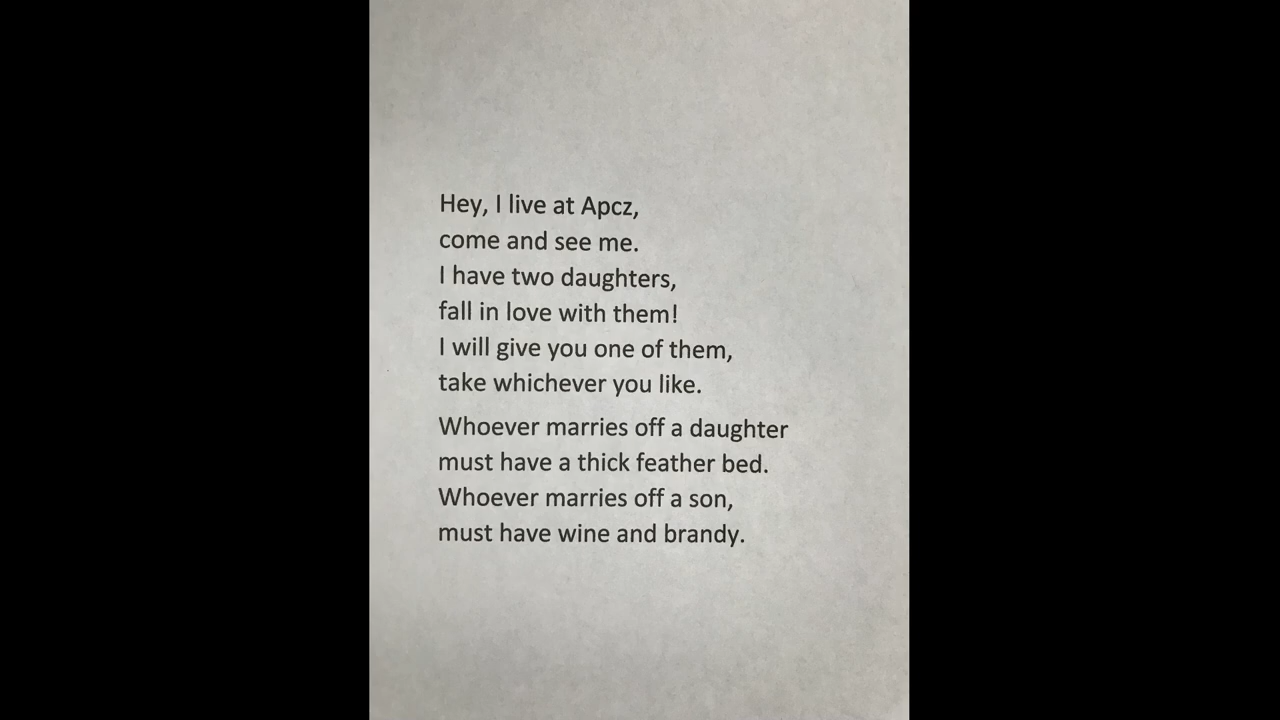 Hey, I live at Apcz,
come and see me.
I have two daughters,
fall in love with them!
I will give you one of them,
take whichever you like.
Whoever marries off a daughter
must have a thick feather bed.
Whoever marries off a son,
must have wine and brandy.